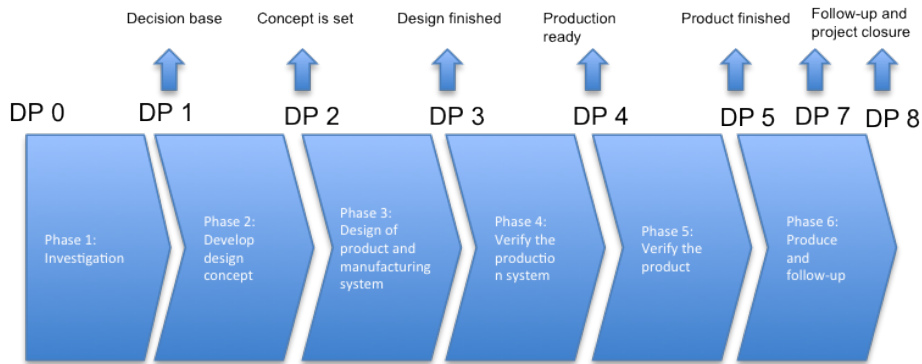 Decision base
Concept is set
Design finished
Production
ready
Product finished
Follow-up and
project closure
DP 0
DP 1
DP 2
DP 3
DP 4
DP 5
DP 7
DP 8
Phase 1:
Investigation
Phase 2:
Develop
design
concept
Phase 3:
Design of
product and
manufacturing
system
Phase 4:
Verify the
productio
n system
Phase 5:
Verify the
product
Phase 6:
Produce
and
follow-up